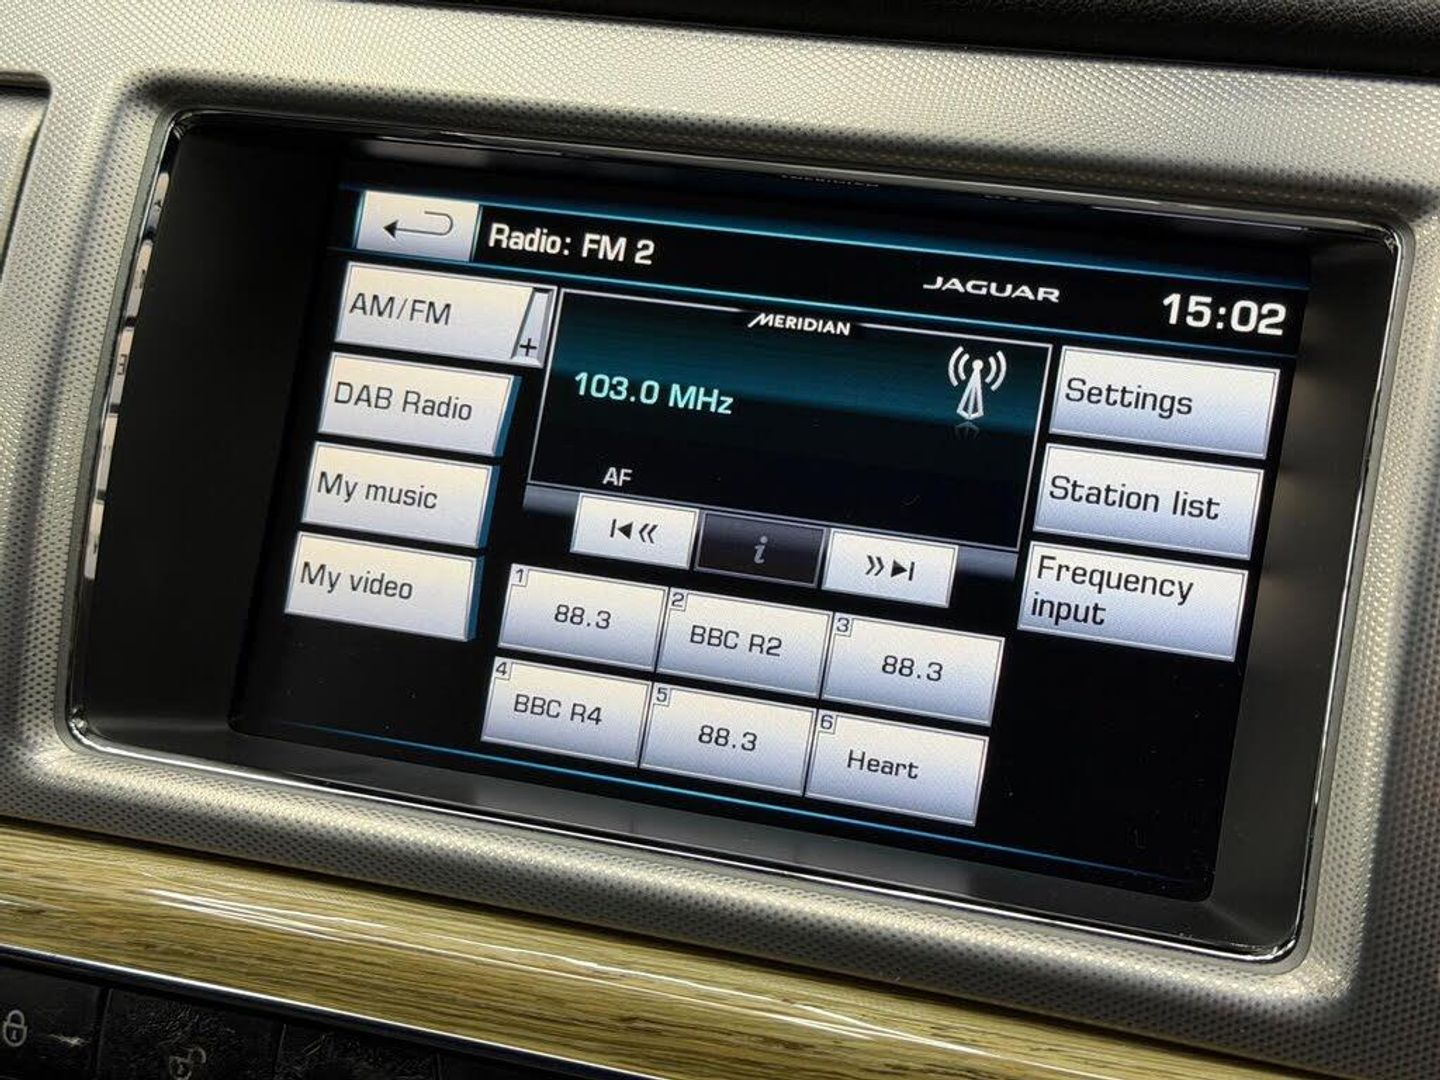 Radio: FM 2
JAGUAR
15:02
AM/FM
+
MERIDIAN
103.0 MHz
Settings
DAB Radio
AF
Station list
My music
i
Frequency
input
My video
1
88.3
2
BBC R2
3
88.3
4
BBC R4
5
88.3
6
Heart